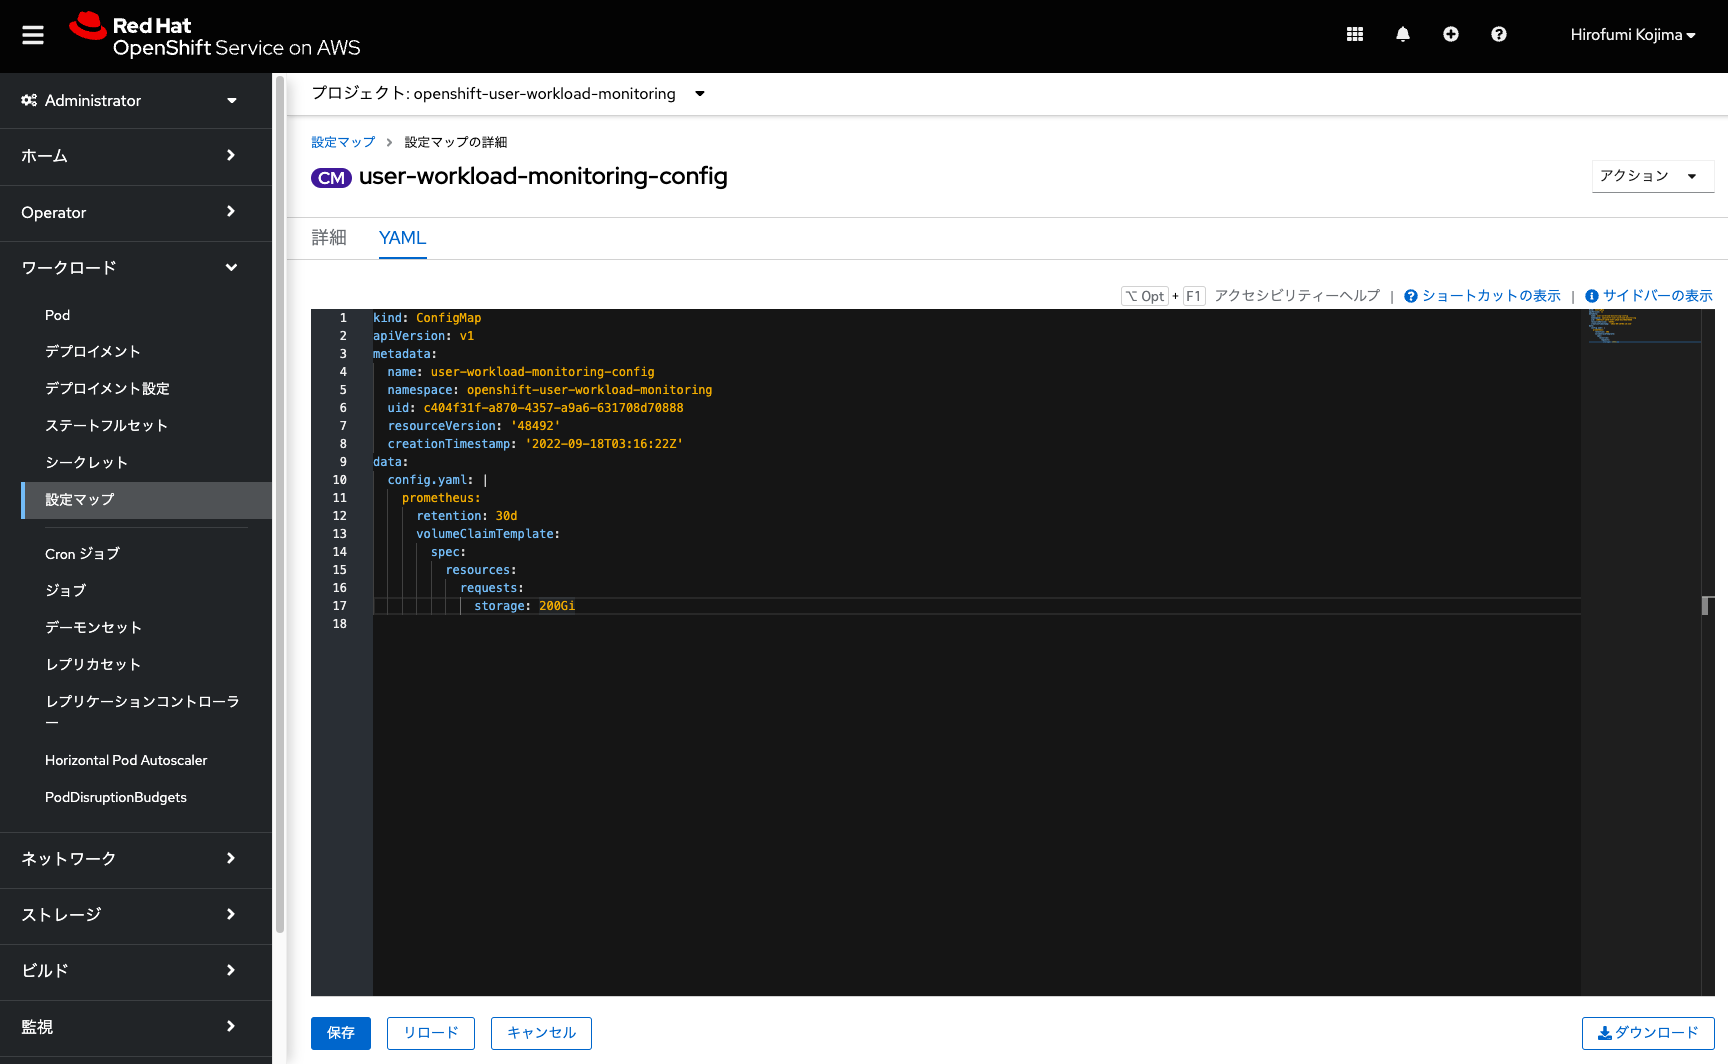 Red Hat
OpenShift Service on AWS
Hirofumi Kojima
Administrator
ホーム
Operator
ワークロード
Pod
デプロイメント
デプロイメント設定
ステートフルセット
シークレット
設定マップ
Cron ジョブ
ジョブ
デーモンセット
レプリカセット
レプリケーションコントローラ
ー
Horizontal Pod Autoscaler
PodDisruptionBudgets
ネットワーク
ストレージ
ビルド
監視
プロジェクト: openshift-user-workload-monitoring
設定マップ > 設定マップの詳細
CM user-workload-monitoring-config
アクション
詳細 YAML
⌥ Opt + F1 アクセシビリティーヘルプ | ショートカットの表示 | サイドバーの表示
1 kind: ConfigMap
2 apiVersion: v1
3 metadata:
4 name: user-workload-monitoring-config
5 namespace: openshift-user-workload-monitoring
6 uid: c404f31f-a870-4357-a9a6-631708d70888
7 resourceVersion: '48492'
8 creationTimestamp: '2022-09-18T03:16:22Z'
9 data:
10 config.yaml: |
11 prometheus:
12 retention: 30d
13 volumeClaimTemplate:
14 spec:
15 resources:
16 requests:
17 storage: 200Gi
18
保存 リロード キャンセル ダウンロード